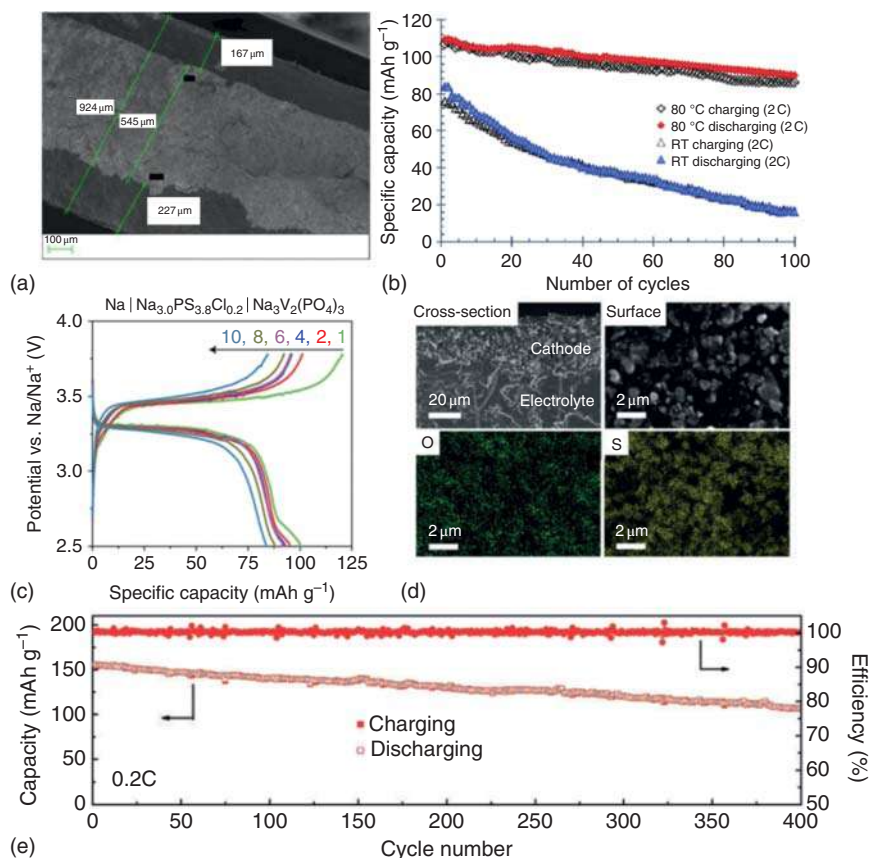 167 μm
924 μm
545 μm
227 μm
100 μm
(a)
Specific capacity (mAh g⁻¹)
120
100
80
60
40
20
0
80 °C charging (2 C)
80 °C discharging (2 C)
RT charging (2C)
RT discharging (2C)
0 20 40 60 80 100
Number of cycles
(b)
Na | Na₃.₀PS₃.₈Cl₀.₂ | Na₃V₂(PO₄)₃
10, 8, 6, 4, 2, 1
Potential vs. Na/Na⁺ (V)
4.0
3.5
3.0
2.5
0 25 50 75 100 125
Specific capacity (mAh g⁻¹)
(c)
Cross-section
Cathode
Electrolyte
20 μm
Surface
2 μm
O
2 μm
S
2 μm
(d)
Capacity (mAh g⁻¹)
200
150
100
50
0
Charging
Discharging
0.2C
100
90
80
70
60
50
Efficiency (%)
0 50 100 150 200 250 300 350 400
Cycle number
(e)